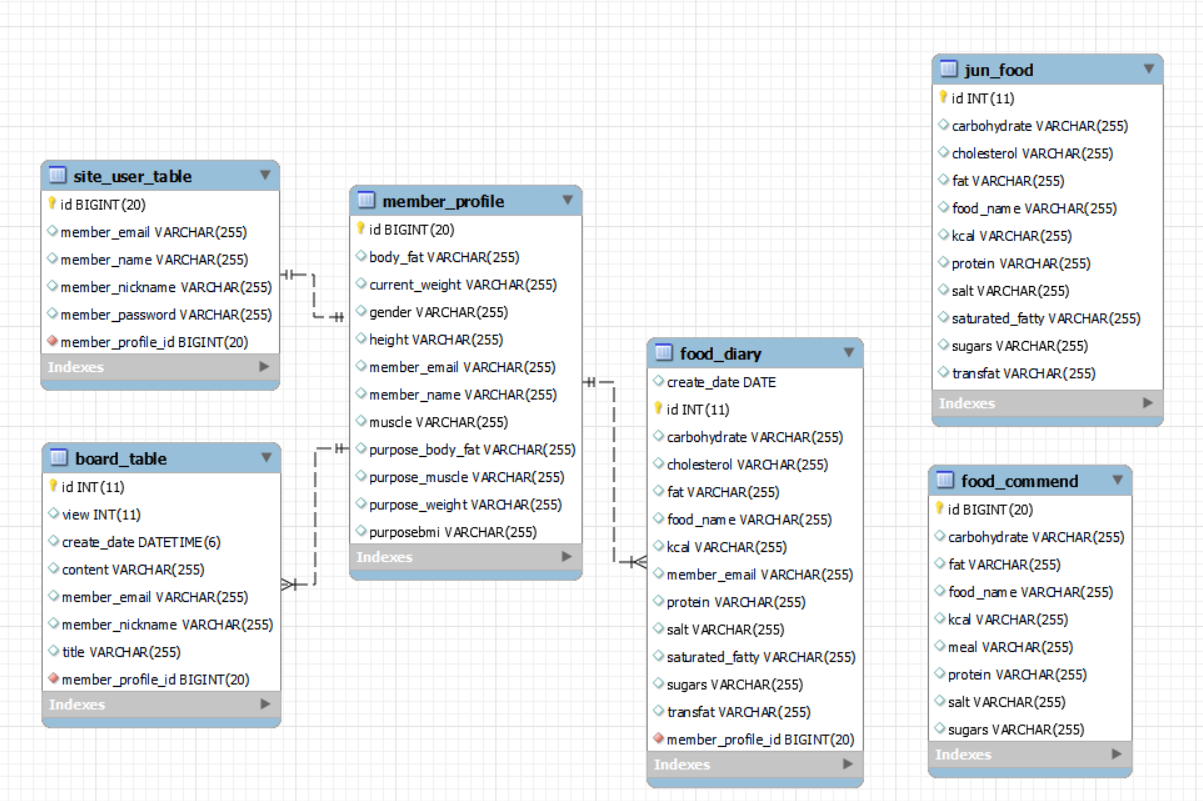 site_user_table
id BIGINT(20)
member_email VARCHAR(255)
member_name VARCHAR(255)
member_nickname VARCHAR(255)
member_password VARCHAR(255)
member_profile_id BIGINT(20)
Indexes
board_table
id INT(11)
view INT(11)
create_date DATETIME(6)
content VARCHAR(255)
member_email VARCHAR(255)
member_nickname VARCHAR(255)
title VARCHAR(255)
member_profile_id BIGINT(20)
Indexes
member_profile
id BIGINT(20)
body_fat VARCHAR(255)
current_weight VARCHAR(255)
gender VARCHAR(255)
height VARCHAR(255)
member_email VARCHAR(255)
member_name VARCHAR(255)
muscle VARCHAR(255)
purpose_body_fat VARCHAR(255)
purpose_muscle VARCHAR(255)
purpose_weight VARCHAR(255)
purposebmi VARCHAR(255)
Indexes
food_diary
create_date DATE
id INT(11)
carbohydrate VARCHAR(255)
cholesterol VARCHAR(255)
fat VARCHAR(255)
food_name VARCHAR(255)
kcal VARCHAR(255)
member_email VARCHAR(255)
protein VARCHAR(255)
salt VARCHAR(255)
saturated_fatty VARCHAR(255)
sugars VARCHAR(255)
transfat VARCHAR(255)
member_profile_id BIGINT(20)
Indexes
jun_food
id INT(11)
carbohydrate VARCHAR(255)
cholesterol VARCHAR(255)
fat VARCHAR(255)
food_name VARCHAR(255)
kcal VARCHAR(255)
protein VARCHAR(255)
salt VARCHAR(255)
saturated_fatty VARCHAR(255)
sugars VARCHAR(255)
transfat VARCHAR(255)
Indexes
food_commend
id BIGINT(20)
carbohydrate VARCHAR(255)
fat VARCHAR(255)
food_name VARCHAR(255)
kcal VARCHAR(255)
meal VARCHAR(255)
protein VARCHAR(255)
salt VARCHAR(255)
sugars VARCHAR(255)
Indexes